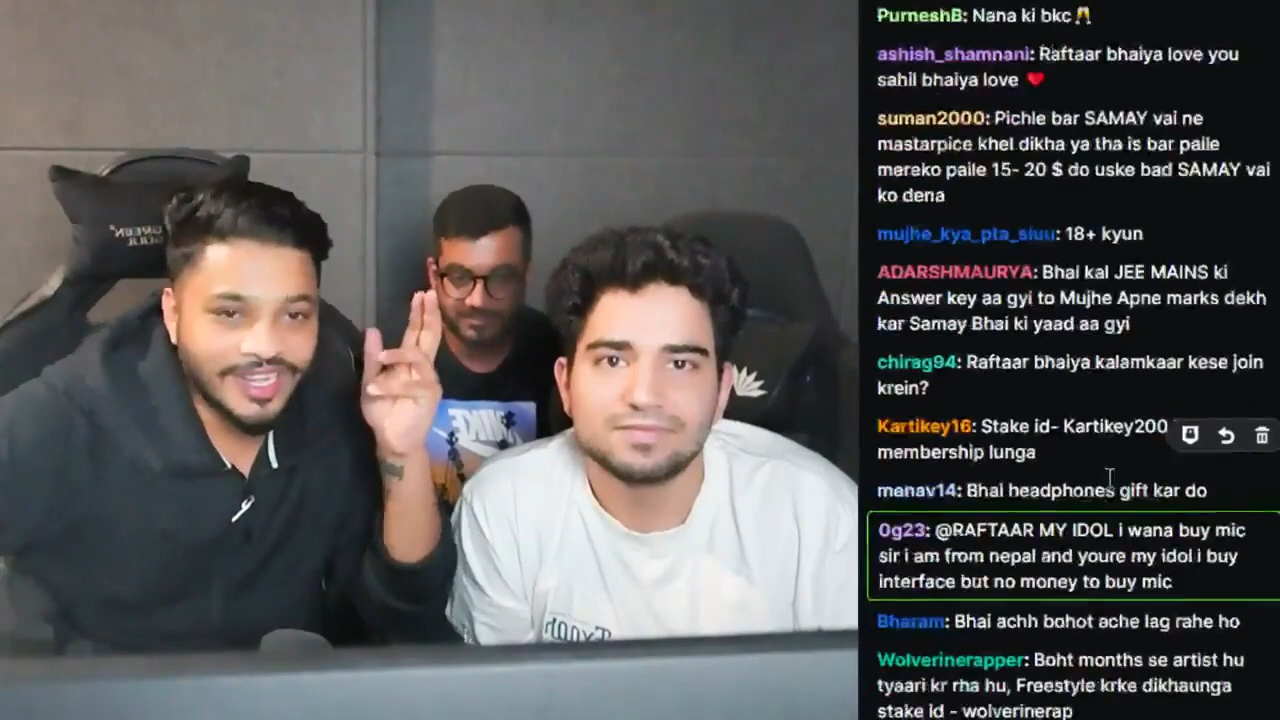 PurneshB: Nana ki bkc🥂
ashish_shamnani: Raftaar bhaiya love you
sahil bhaiya love ❤️
suman2000: Pichle bar SAMAY vai ne
mastarpice khel dikha ya tha is bar paile
mereko paile 15- 20 $ do uske bad SAMAY vai
ko dena
mujhe_kya_pta_siuu: 18+ kyun
ADARSHMAURYA: Bhai kal JEE MAINS ki
Answer key aa gyi to Mujhe Apne marks dekh
kar Samay Bhai ki yaad aa gyi
chirag94: Raftaar bhaiya kalamkaar kese join
krein?
Kartikey16: Stake id- Kartikey200
membership lunga
manav14: Bhai headphones gift kar do
0g23: @RAFTAAR MY IDOL i wana buy mic
sir i am from nepal and youre my idol i buy
interface but no money to buy mic
Bharam: Bhai achh bohot ache lag rahe ho
Wolverinerapper: Boht months se artist hu
tyaari kr rha hu, Freestyle krke dikhaunga
stake id - wolverinerap
GREEN
SOUL
NIKE